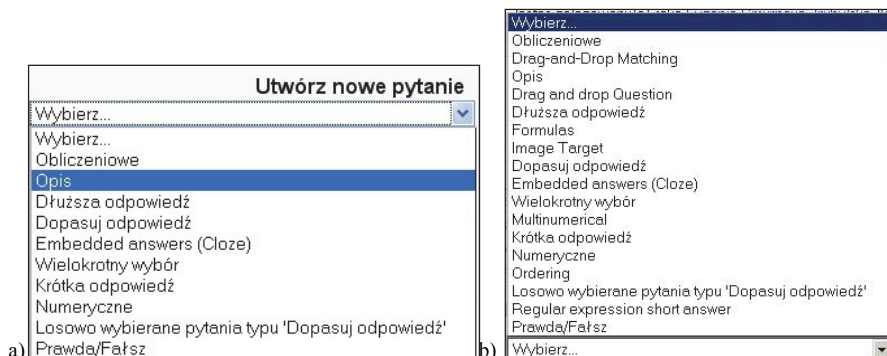 Utwórz nowe pytanie
Wybierz...
Wybierz...
Obliczeniowe
Opis
Dłuższa odpowiedź
Dopasuj odpowiedź
Embedded answers (Cloze)
Wielokrotny wybór
Krótka odpowiedź
Numeryczne
Losowo wybierane pytania typu 'Dopasuj odpowiedź'
a) Prawda/Fałsz
Wybierz...
Obliczeniowe
Drag-and-Drop Matching
Opis
Drag and drop Question
Dłuższa odpowiedź
Formulas
Image Target
Dopasuj odpowiedź
Embedded answers (Cloze)
Wielokrotny wybór
Multinumerical
Krótka odpowiedź
Numeryczne
Ordering
Losowo wybierane pytania typu 'Dopasuj odpowiedź'
Regular expression short answer
Prawda/Fałsz
b) Wybierz...